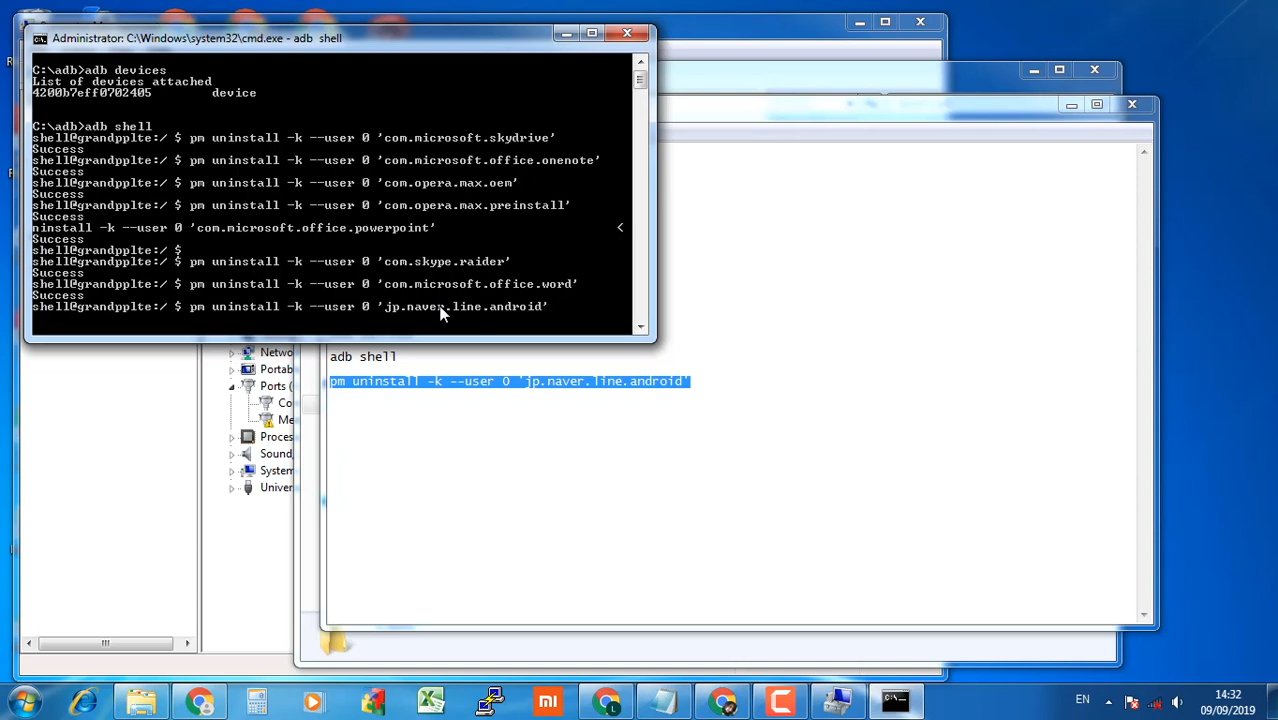 Administrator: C:\Windows\system32\cmd.exe - adb shell
C:\adb>adb devices
List of devices attached
4200b7eff0702405 device
C:\adb>adb shell
shell@grandpplte:/ $ pm uninstall -k --user 0 'com.microsoft.skydrive'
Success
shell@grandpplte:/ $ pm uninstall -k --user 0 'com.microsoft.office.onenote'
Success
shell@grandpplte:/ $ pm uninstall -k --user 0 'com.opera.max.oem'
Success
shell@grandpplte:/ $ pm uninstall -k --user 0 'com.opera.max.preinstall'
Success
ninstall -k --user 0 'com.microsoft.office.powerpoint' <
Success
shell@grandpplte:/ $
shell@grandpplte:/ $ pm uninstall -k --user 0 'com.skype.raider'
Success
shell@grandpplte:/ $ pm uninstall -k --user 0 'com.microsoft.office.word'
Success
shell@grandpplte:/ $ pm uninstall -k --user 0 'jp.naver.line.android'
adb shell
pm uninstall -k --user 0 'jp.naver.line.android'
Netwo
Portab
Ports (
Co
Me
Proces
Sound,
System
Univer
EN
14:32
09/09/2019